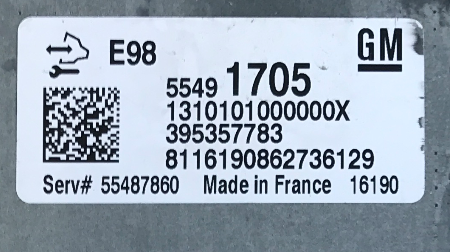 E98
GM
5549 1705
1310101000000X
395357783
8116190862736129
Serv# 55487860 Made in France 16190